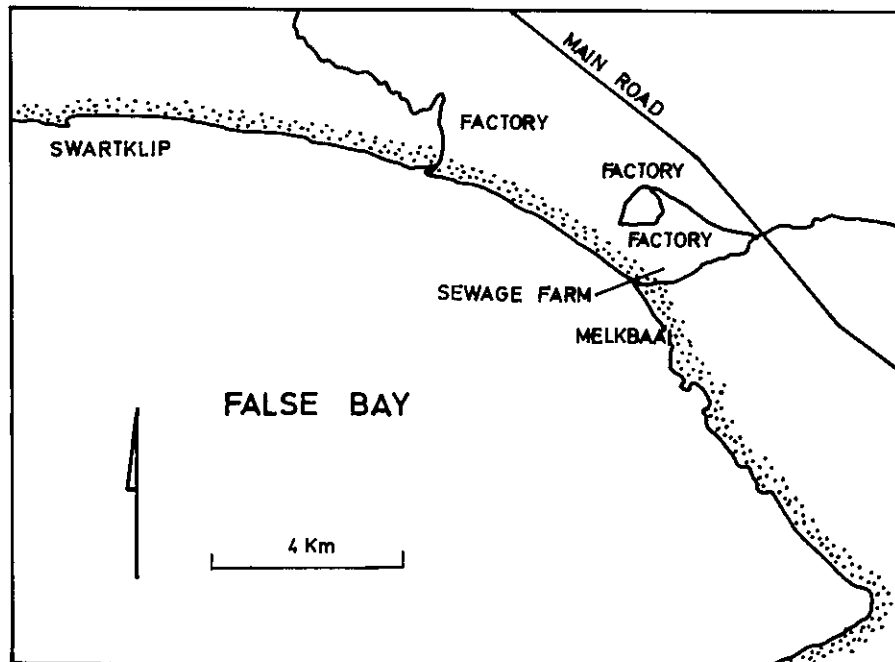 MAIN ROAD
FACTORY
SWARTKLIP
FACTORY
FACTORY
SEWAGE FARM
MELKBAAI
FALSE BAY
4 Km